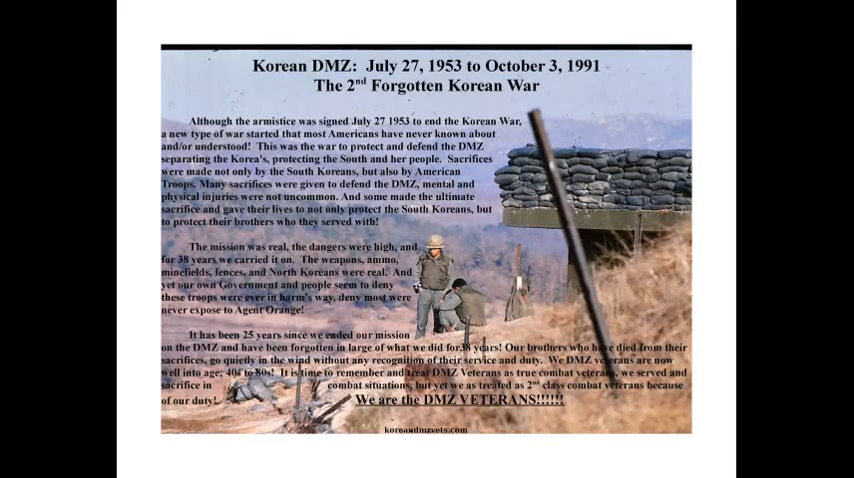 Korean DMZ: July 27, 1953 to October 3, 1991
The 2nd Forgotten Korean War
Although the armistice was signed July 27 1953 to end the Korean War,
a new type of war started that most Americans have never known about
and/or understood! This was the war to protect and defend the DMZ
separating the Korea's, protecting the South and her people. Sacrifices
were made not only by the South Koreans, but also by American
Troops. Many sacrifices were given to defend the DMZ, mental and
physical injuries were not uncommon. And some made the ultimate
sacrifice and gave their lives to not only protect the South Koreans, but
to protect their brothers who they served with!
The mission was real, the dangers were high, and
for 38 years we carried it on. The weapons, ammo,
minefields, fences, and North Koreans were real. And
yet our own Government and people seem to deny
these troops were ever in harm's way, deny most were
never expose to Agent Orange!
It has been 25 years since we ended our mission
on the DMZ and have been forgotten in large of what we did for38 years! Our brothers who have died from their
sacrifices, go quietly in the wind without any recognition of their service and duty. We DMZ veterans are now
well into age; 40s to 80s! It is time to remember and treat DMZ Veterans as true combat veterans, we served and
sacrifice in combat situations, but yet we as treated as 2nd class combat veterans because
of our duty! We are the DMZ VETERANS!!!!!!
koreandmzvets.com